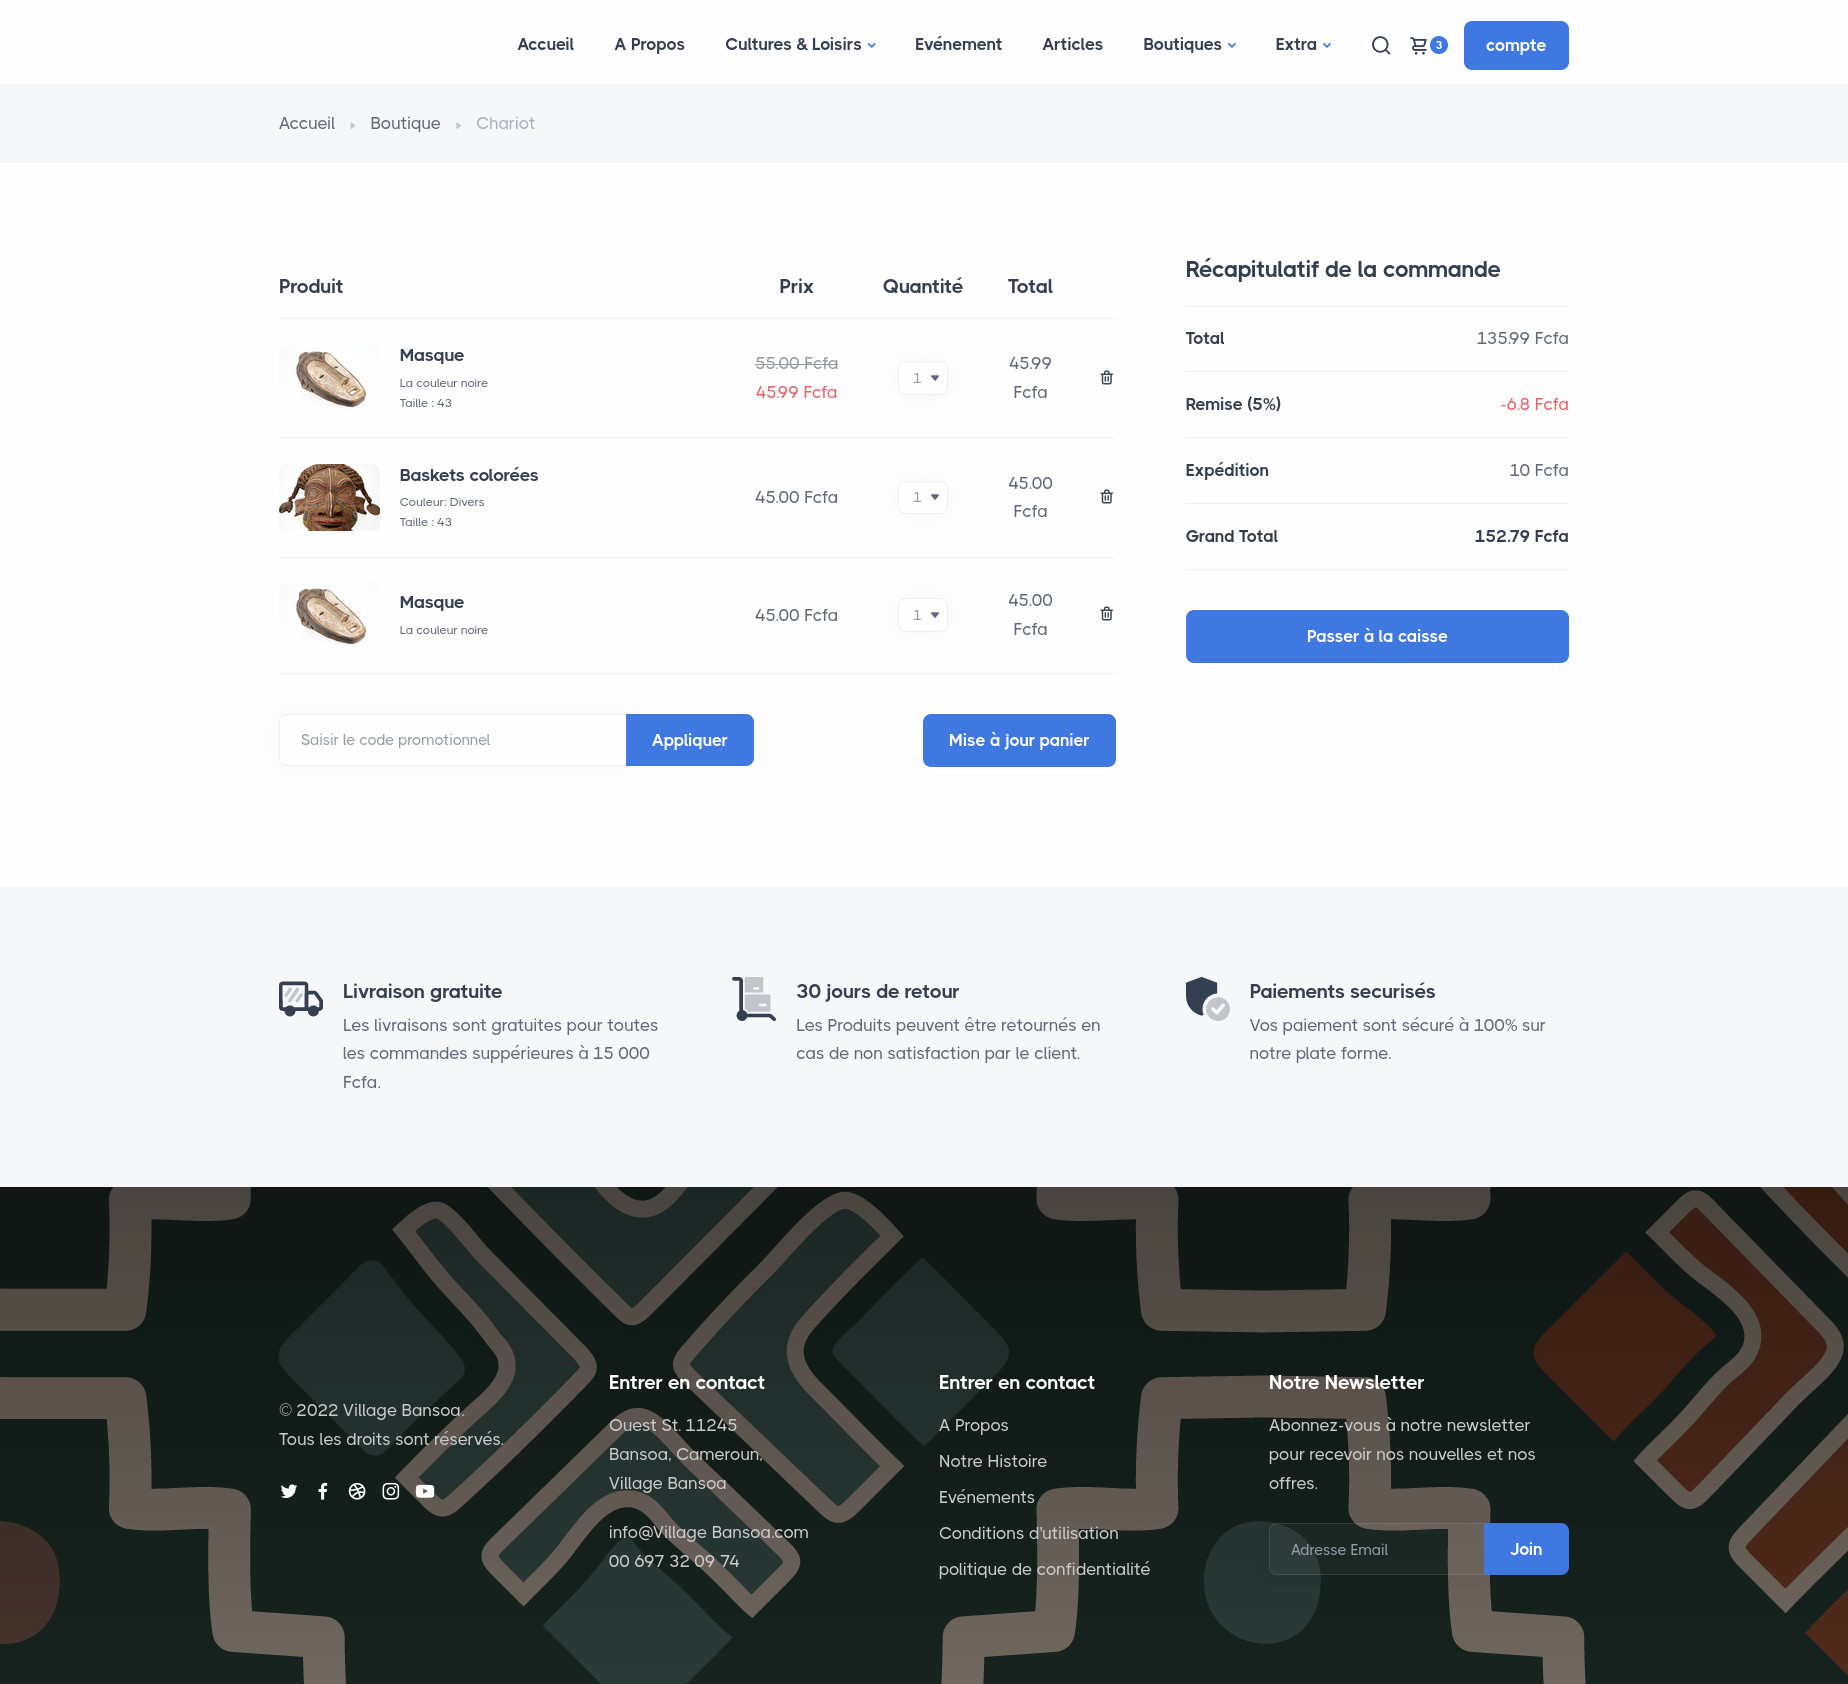 Accueil A Propos Cultures & Loisirs Evénement Articles Boutiques Extra 3 compte
Accueil Boutique Chariot
Produit Prix Quantité Total
Masque
La couleur noire
Taille : 43
55.00 Fcfa
45.99 Fcfa
1
45.99
Fcfa
Baskets colorées
Couleur: Divers
Taille : 43
45.00 Fcfa
1
45.00
Fcfa
Masque
La couleur noire
45.00 Fcfa
1
45.00
Fcfa
Saisir le code promotionnel Appliquer Mise à jour panier
Récapitulatif de la commande
Total 135.99 Fcfa
Remise (5%) -6.8 Fcfa
Expédition 10 Fcfa
Grand Total 152.79 Fcfa
Passer à la caisse
Livraison gratuite
Les livraisons sont gratuites pour toutes
les commandes suppérieures à 15 000
Fcfa.
30 jours de retour
Les Produits peuvent être retournés en
cas de non satisfaction par le client.
Paiements securisés
Vos paiement sont sécuré à 100% sur
notre plate forme.
© 2022 Village Bansoa.
Tous les droits sont réservés.
Entrer en contact
Ouest St. 11245
Bansoa, Cameroun,
Village Bansoa
info@Village Bansoa.com
00 697 32 09 74
Entrer en contact
A Propos
Notre Histoire
Evénements
Conditions d'utilisation
politique de confidentialité
Notre Newsletter
Abonnez-vous à notre newsletter
pour recevoir nos nouvelles et nos
offres.
Adresse Email Join